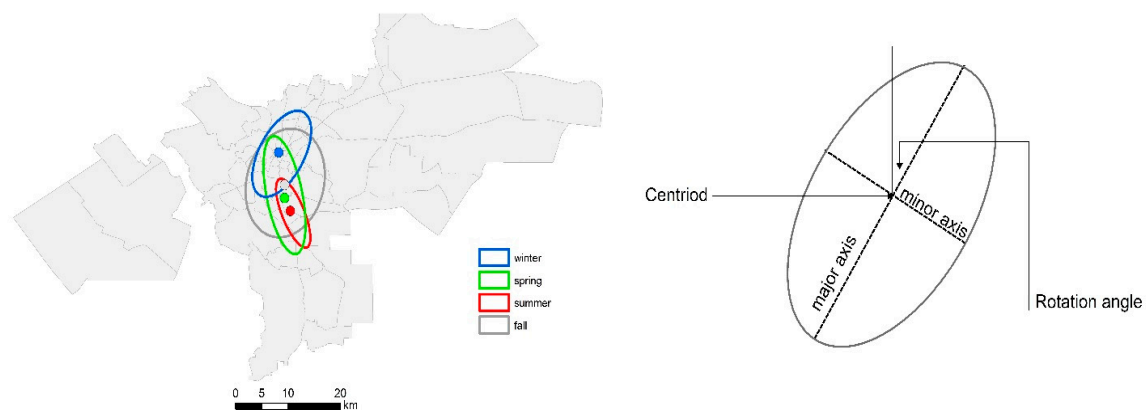 winter
spring
summer
fall
0 5 10 20
km
Centriod
major axis
minor axis
Rotation angle